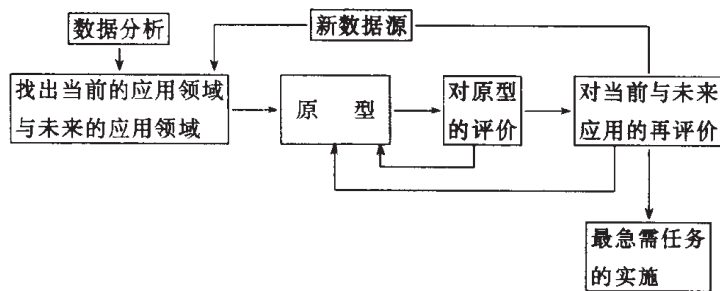 数据分析
新数据源
找出当前的应用领域
与未来的应用领域
原 型
对原型
的评价
对当前与未来
应用的再评价
最急需任务
的实施